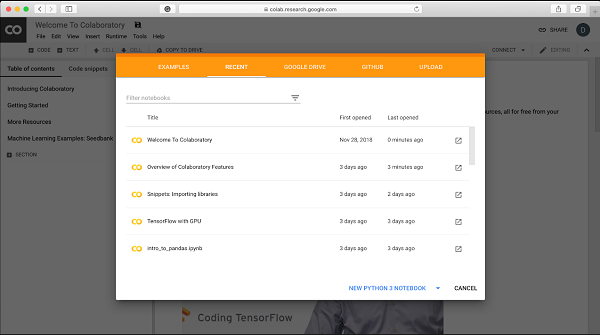 colab.research.google.com
Welcome To Colaboratory
SHARE
D
File Edit View Insert Runtime Tools Help
CODE TEXT CELL CELL COPY TO DRIVE
CONNECT EDITING
Table of contents Code snippets
Introducing Colaboratory
Getting Started
More Resources
Machine Learning Examples: Seedbank
SECTION
EXAMPLES RECENT GOOGLE DRIVE GITHUB UPLOAD
Filter notebooks
Title First opened Last opened
Welcome To Colaboratory Nov 28, 2018 0 minutes ago
Overview of Colaboratory Features 3 days ago 3 minutes ago
Snippets: Importing libraries 3 days ago 2 days ago
TensorFlow with GPU 3 days ago 3 days ago
intro_to_pandas.ipynb 3 days ago 3 days ago
NEW PYTHON 3 NOTEBOOK CANCEL
urces, all for free from your
Coding TensorFlow